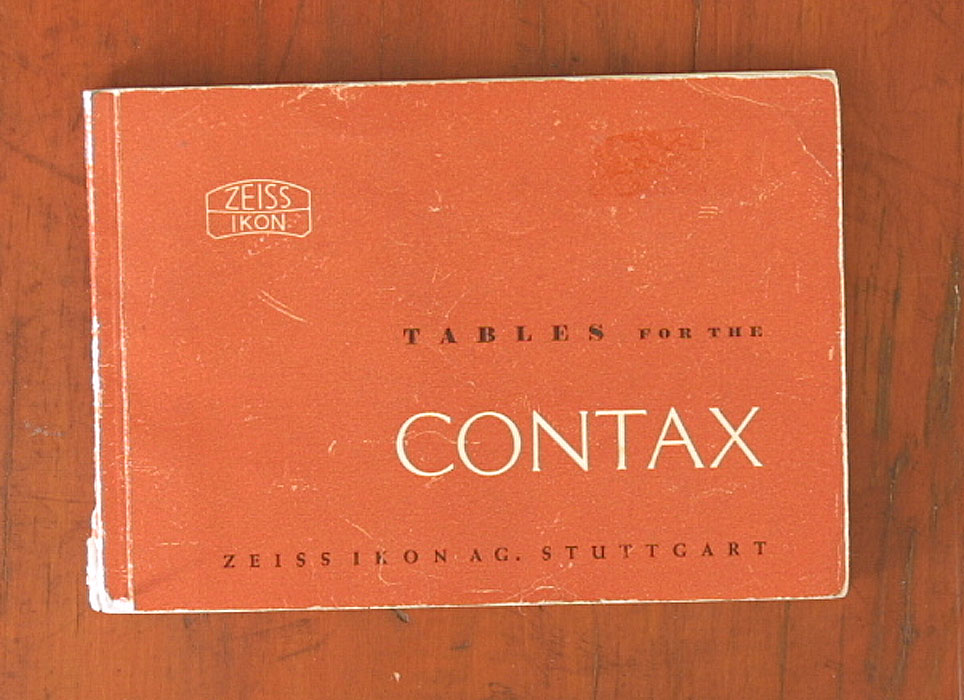 ZEISS
IKON
TABLES FOR THE
CONTAX
ZEISS IKON AG. STUTTGART